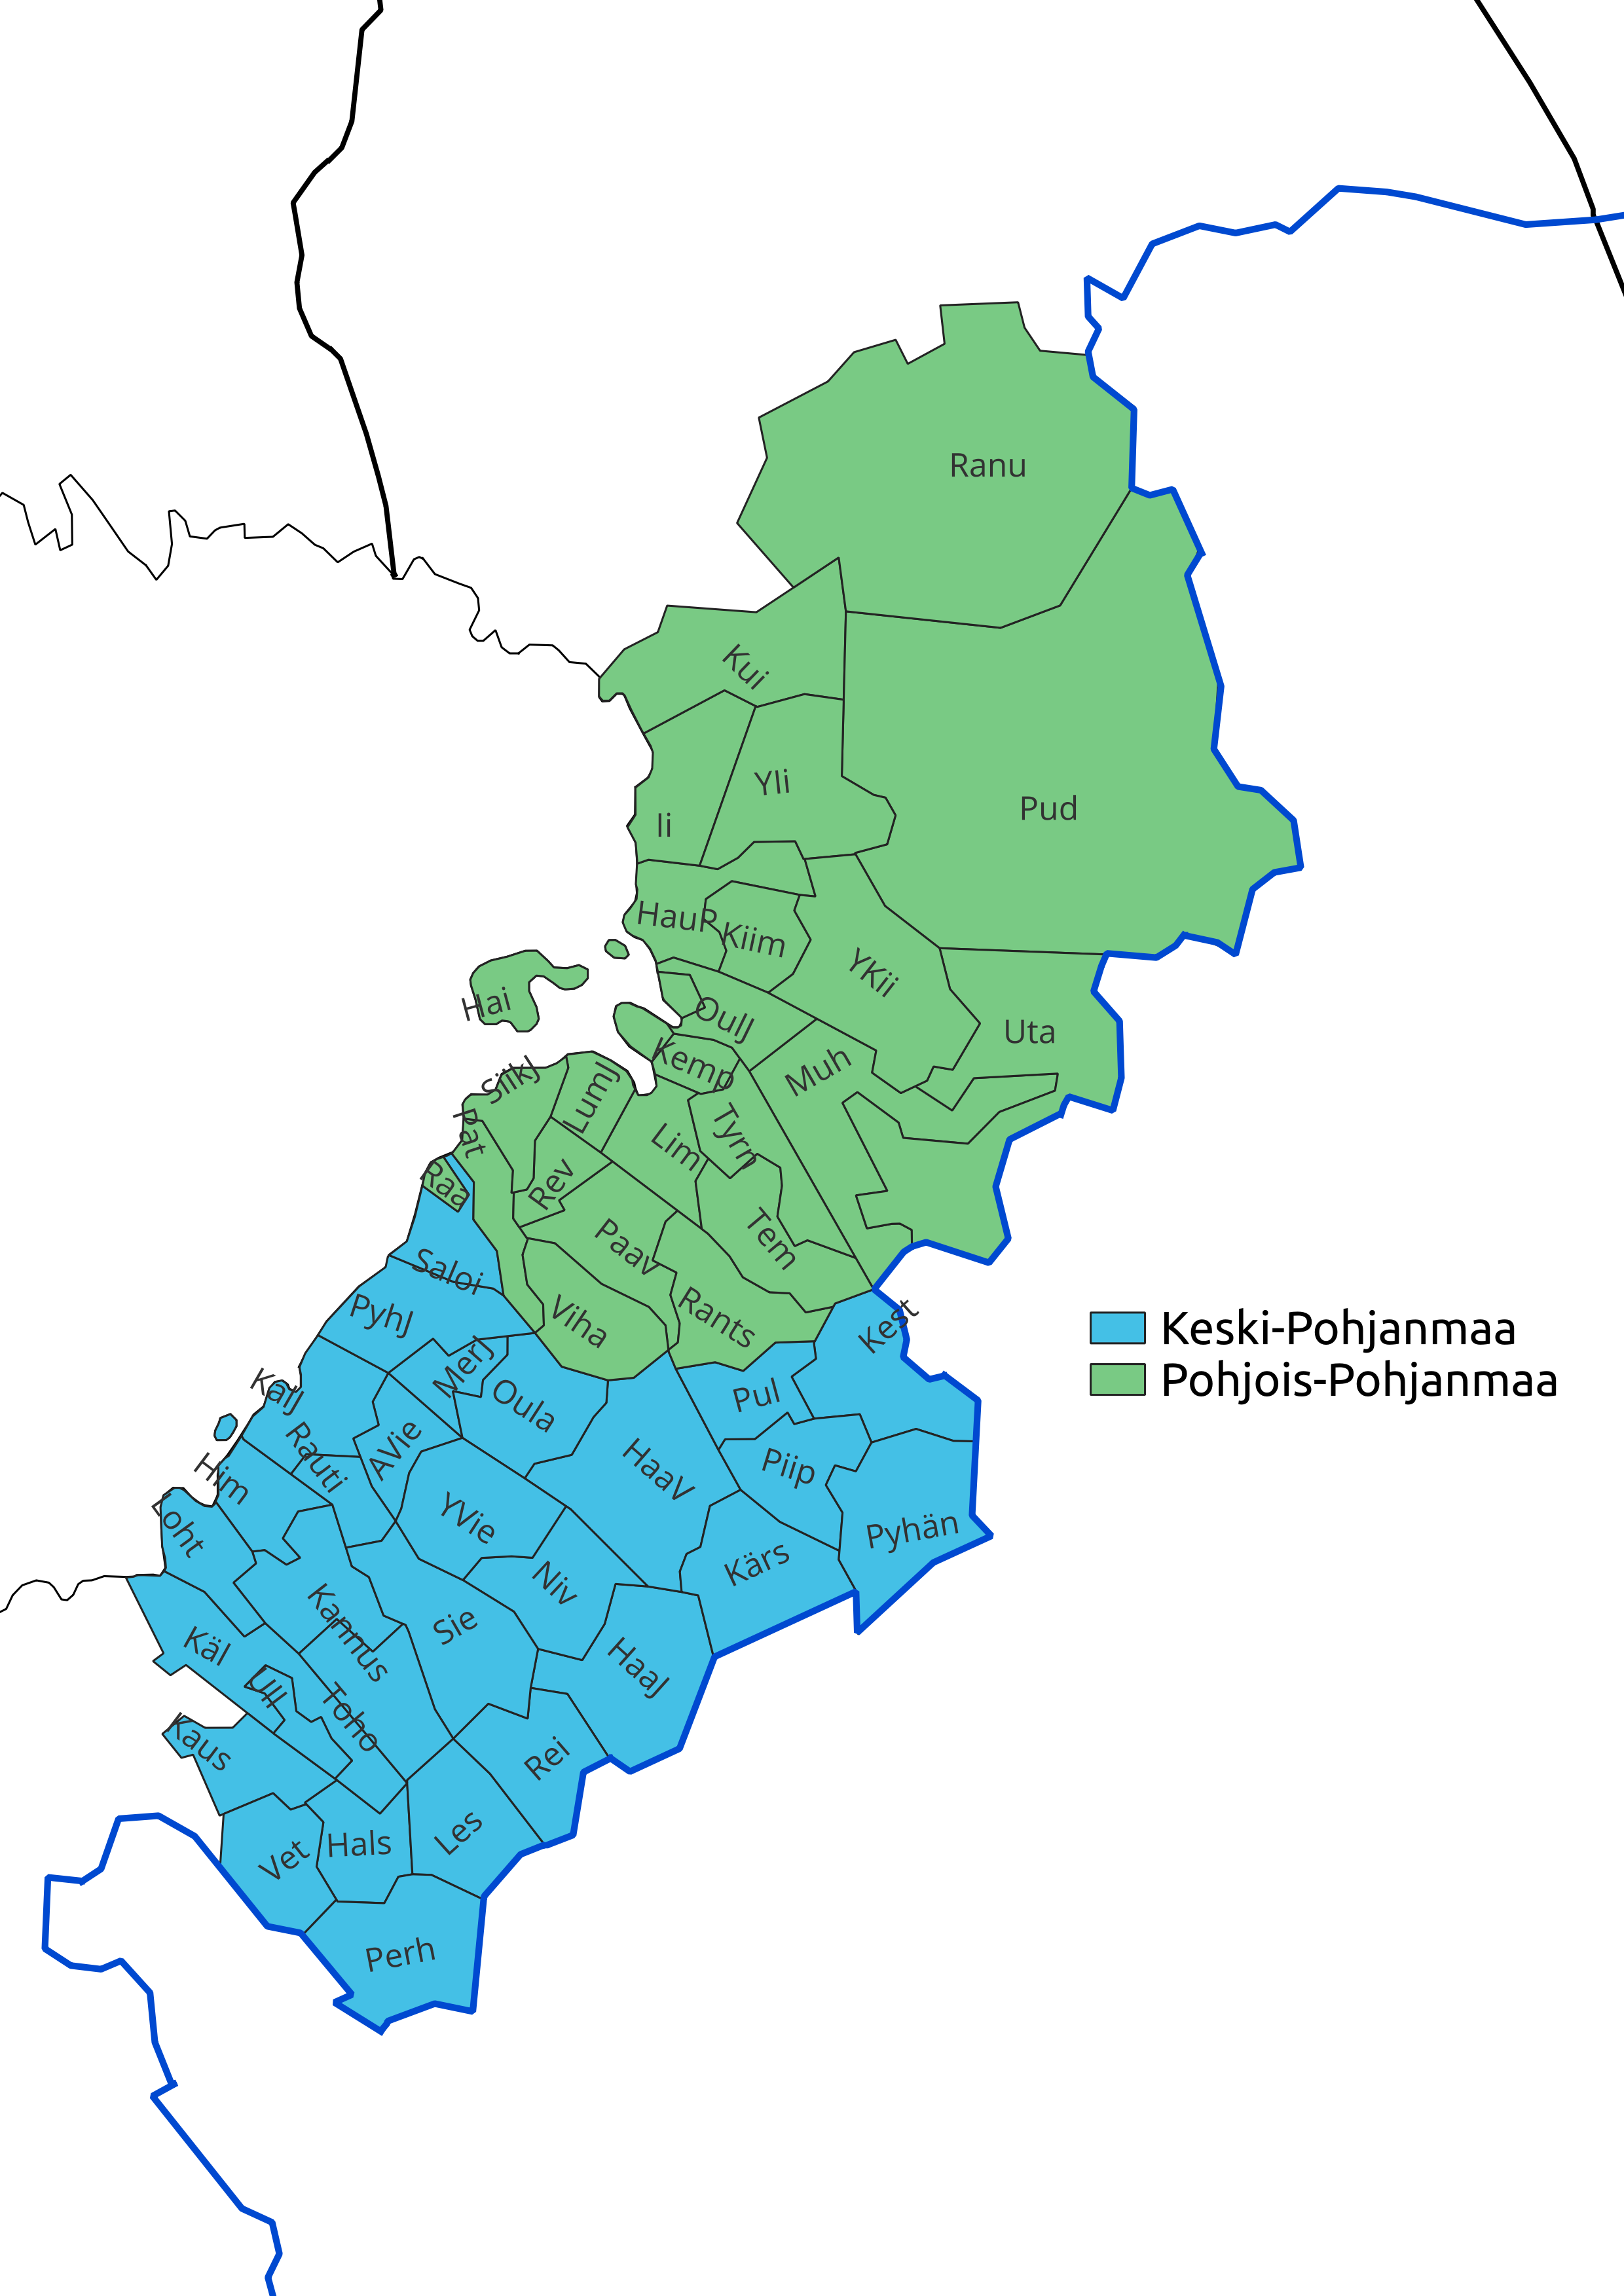 Ranu
Kui
Yli
Ii
Pud
HauP
Kiim
YKii
Hai
OulJ
Uta
Kemp
Muh
SiikJ
LumJ
Tyrn
Pat
Lim
Raa
Rev
Paav
Tem
Saloi
Viha
Rants
Kest
PyhJ
Keski-Pohjanmaa
Pohjois-Pohjanmaa
MerJ
KalJ
Oula
Pul
Rauti
AVie
HaaV
Piip
Him
Loht
YVie
Pyhän
Kärs
Niv
Kannus
Sie
Käl
HaaJ
Ull
Toho
Kaus
Rei
Vet
Hals
Les
Perh